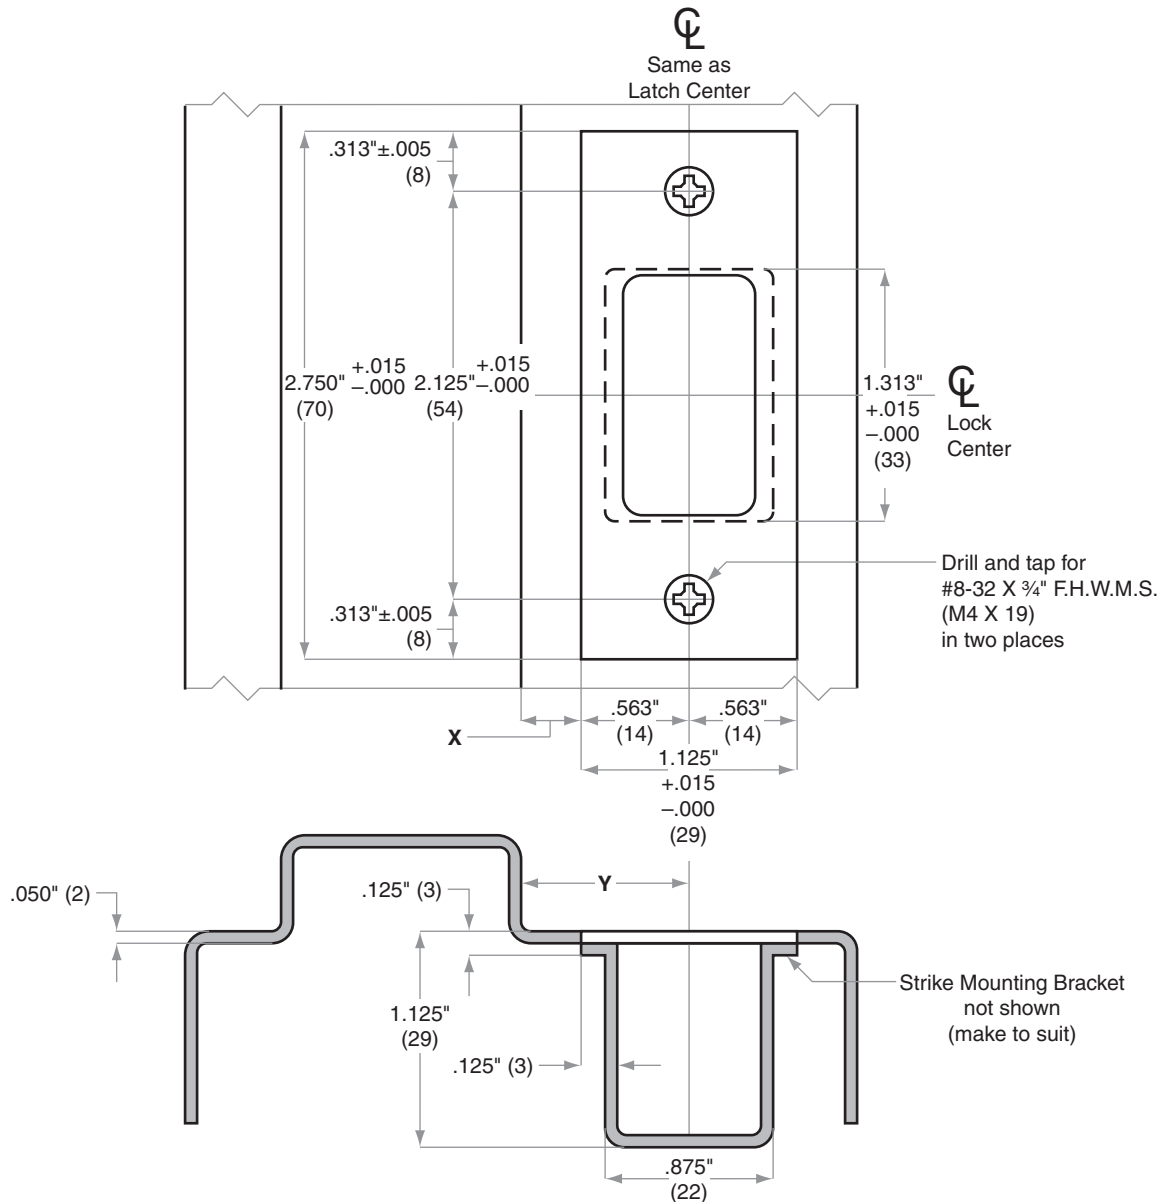 ℄
Same as
Latch Center
.313"±.005
(8)
2.750" +.015 –.000
(70)
2.125" +.015 –.000
(54)
1.313"
+.015
–.000
(33)
℄
Lock
Center
Drill and tap for
#8-32 X ¾" F.H.W.M.S.
(M4 X 19)
in two places
.313"±.005
(8)
X
.563"
(14)
.563"
(14)
1.125"
+.015
–.000
(29)
.050" (2)
.125" (3)
Y
1.125"
(29)
Strike Mounting Bracket
not shown
(make to suit)
.125" (3)
.875"
(22)